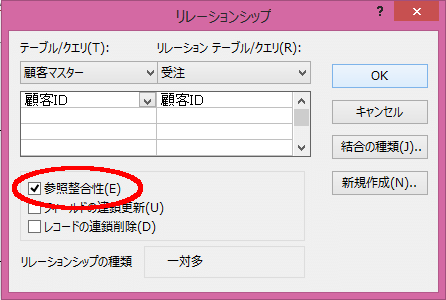 リレーションシップ
?
テーブル/クエリ(T):
リレーション テーブル/クエリ(R):
顧客マスター
受注
OK
顧客ID
顧客ID
キャンセル
結合の種類(J)..
新規作成(N)..
参照整合性(E)
フィールドの連鎖更新(U)
レコードの連鎖削除(D)
リレーションシップの種類
一対多